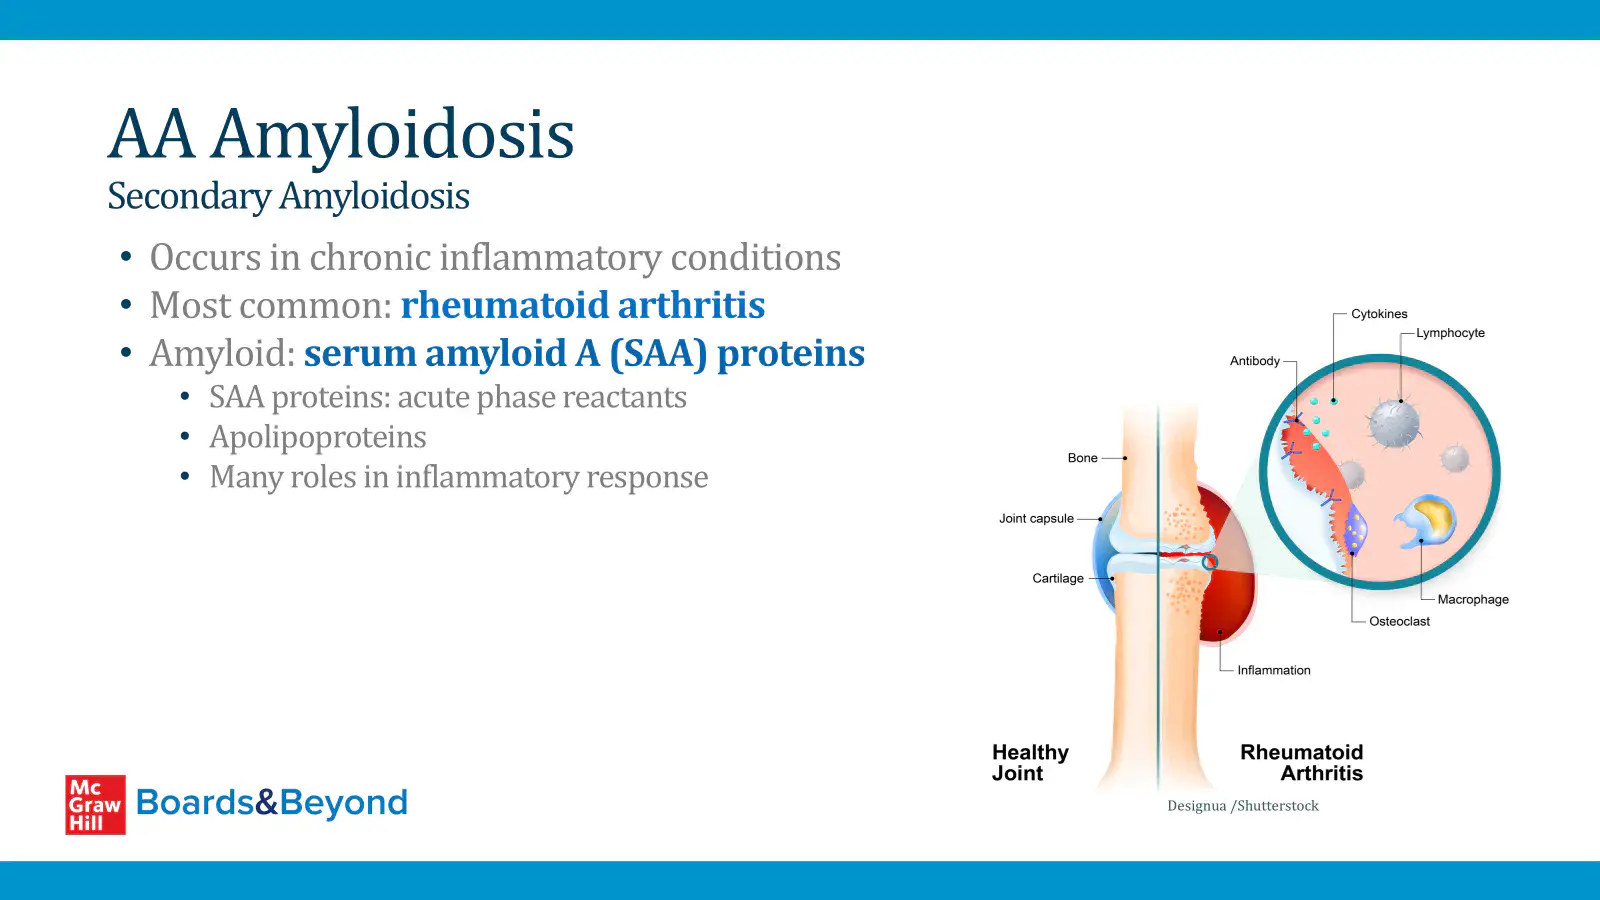 AA Amyloidosis
Secondary Amyloidosis
• Occurs in chronic inflammatory conditions
• Most common: rheumatoid arthritis
• Amyloid: serum amyloid A (SAA) proteins
• SAA proteins: acute phase reactants
• Apolipoproteins
• Many roles in inflammatory response
Cytokines
Lymphocyte
Antibody
Bone
Joint capsule
Cartilage
Macrophage
Osteoclast
Inflammation
Healthy
Joint
Rheumatoid
Arthritis
Designua /Shutterstock
Mc
Graw
Hill
Boards&Beyond